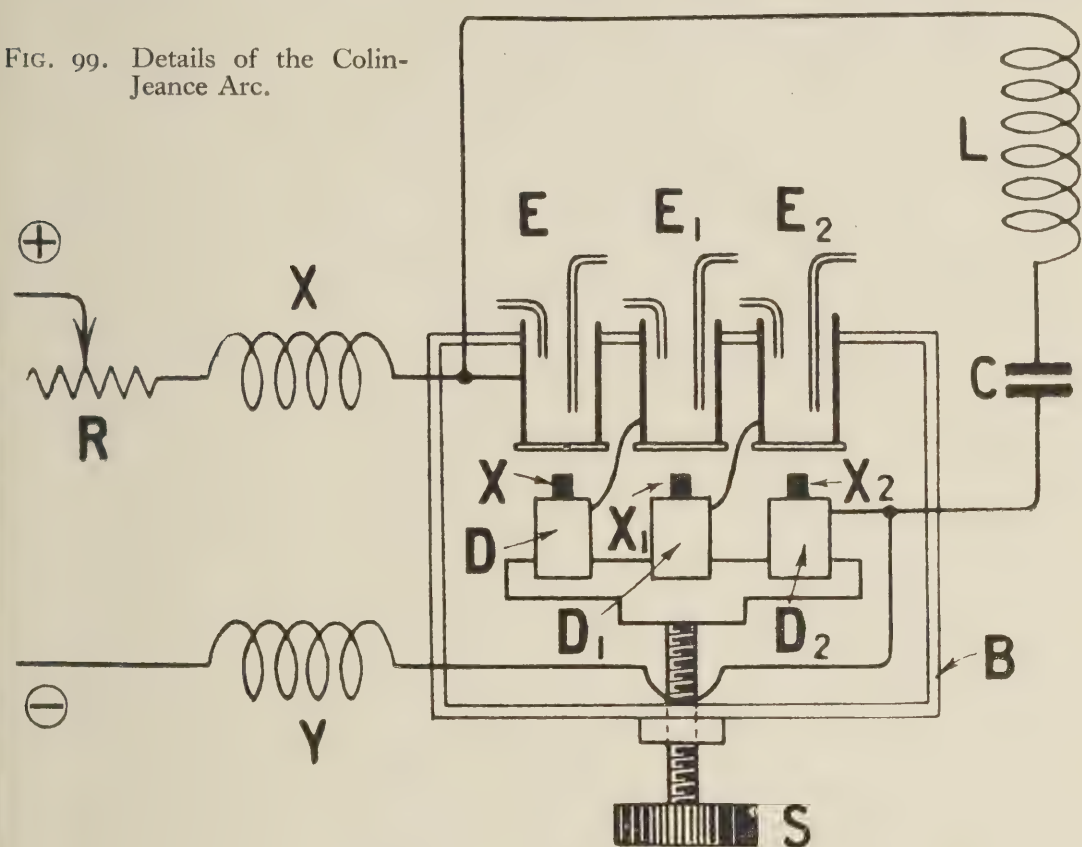 FIG. 99. Details of the Colin-
Jeance Arc.
L
E E₁ E₂
⊕
X
C
R
X X₁ X₂
D
D₁ D₂
B
⊖
Y
S